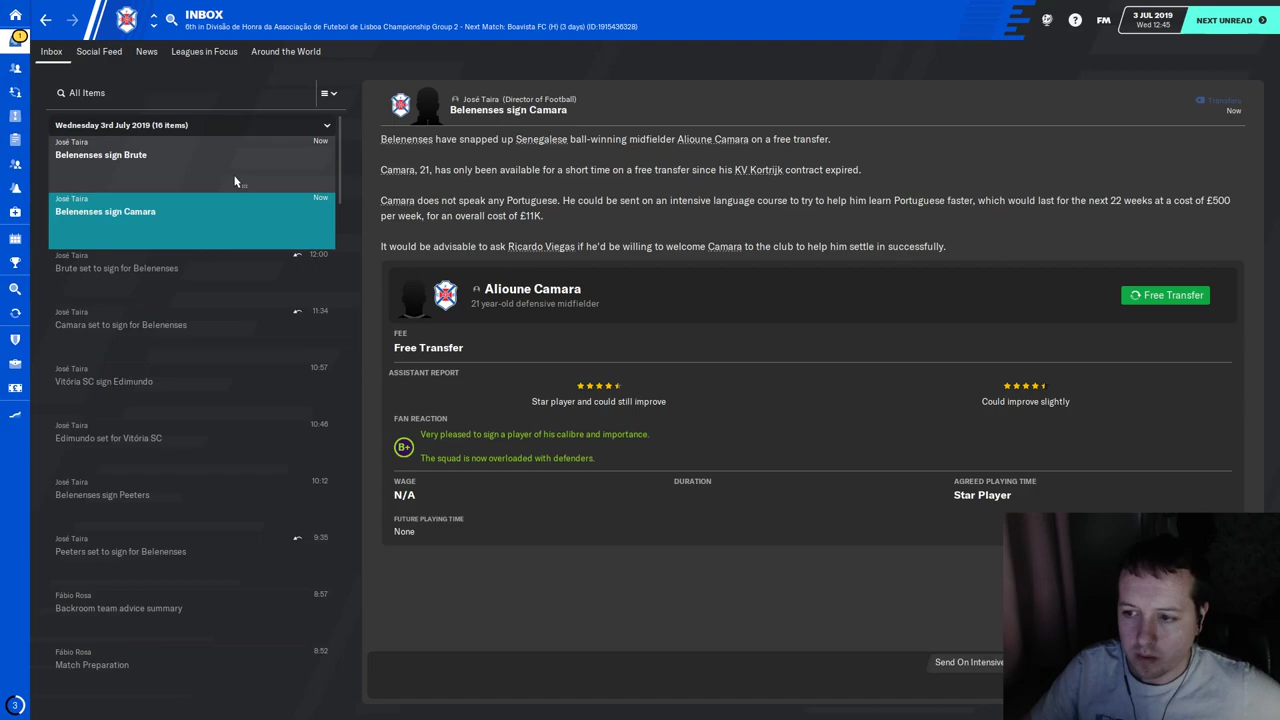 INBOX
6th in Divisão de Honra da Associação de Futebol de Lisboa Championship Group 2 - Next Match: Boavista FC (H) (3 days) (ID:1915436328)
FM
3 JUL 2019
Wed 12:45
NEXT UNREAD
1
Inbox
Social Feed
News
Leagues in Focus
Around the World
All Items
Wednesday 3rd July 2019 (16 items)
José Taira
Now
Belenenses sign Brute
José Taira
Now
Belenenses sign Camara
José Taira
12:00
Brute set to sign for Belenenses
José Taira
11:34
Camara set to sign for Belenenses
José Taira
10:57
Vitória SC sign Edimundo
José Taira
10:46
Edimundo set for Vitória SC
José Taira
10:12
Belenenses sign Peeters
José Taira
9:35
Peeters set to sign for Belenenses
Fábio Rosa
8:57
Backroom team advice summary
Fábio Rosa
8:52
Match Preparation
3
José Taira (Director of Football)
Belenenses sign Camara
Transfers
Now
Belenenses have snapped up Senegalese ball-winning midfielder Alioune Camara on a free transfer.
Camara, 21, has only been available for a short time on a free transfer since his KV Kortrijk contract expired.
Camara does not speak any Portuguese. He could be sent on an intensive language course to try to help him learn Portuguese faster, which would last for the next 22 weeks at a cost of £500
per week, for an overall cost of £11K.
It would be advisable to ask Ricardo Viegas if he'd be willing to welcome Camara to the club to help him settle in successfully.
Alioune Camara
21 year-old defensive midfielder
Free Transfer
FEE
Free Transfer
ASSISTANT REPORT
Star player and could still improve
Could improve slightly
FAN REACTION
B+
Very pleased to sign a player of his calibre and importance.
The squad is now overloaded with defenders.
WAGE
N/A
DURATION
AGREED PLAYING TIME
Star Player
FUTURE PLAYING TIME
None
Send On Intensive